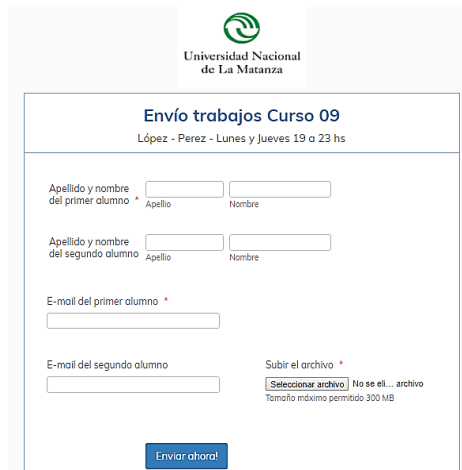 Universidad Nacional
de La Matanza
Envío trabajos Curso 09
López - Perez - Lunes y Jueves 19 a 23 hs
Apellido y nombre
del primer alumno *
Apellio Nombre
Apellido y nombre
del segundo alumno
Apellio Nombre
E-mail del primer alumno *
E-mail del segundo alumno
Subir el archivo *
Seleccionar archivo No se eli... archivo
Tamaño máximo permitido 300 MB
Enviar ahora!